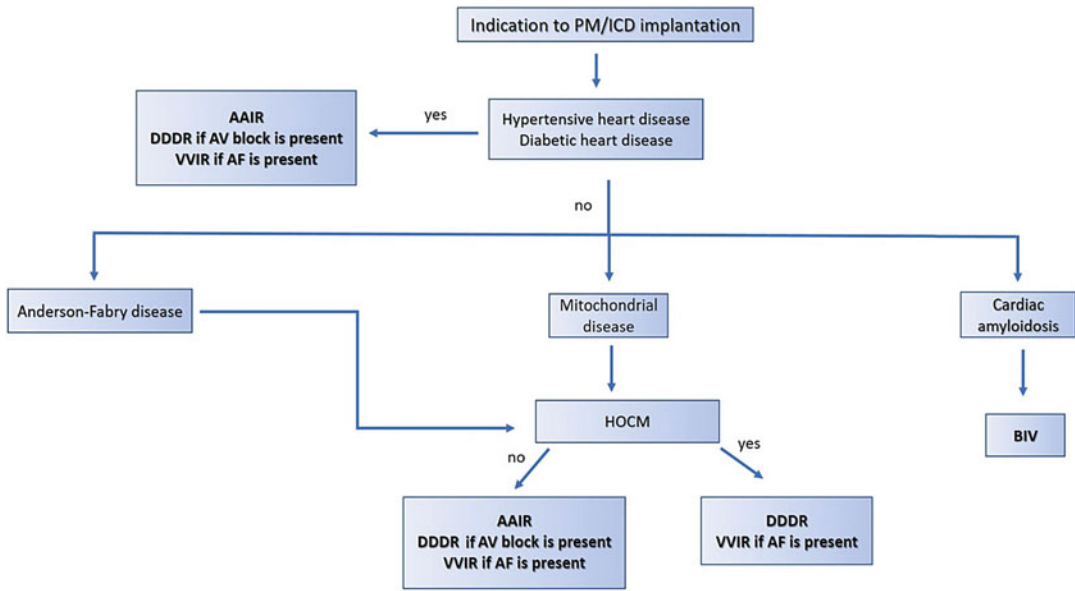 Indication to PM/ICD implantation
yes
AAIR
DDDR if AV block is present
VVIR if AF is present
Hypertensive heart disease
Diabetic heart disease
no
Anderson-Fabry disease
Mitochondrial
disease
Cardiac
amyloidosis
HOCM
BIV
no
yes
AAIR
DDDR if AV block is present
VVIR if AF is present
DDDR
VVIR if AF is present